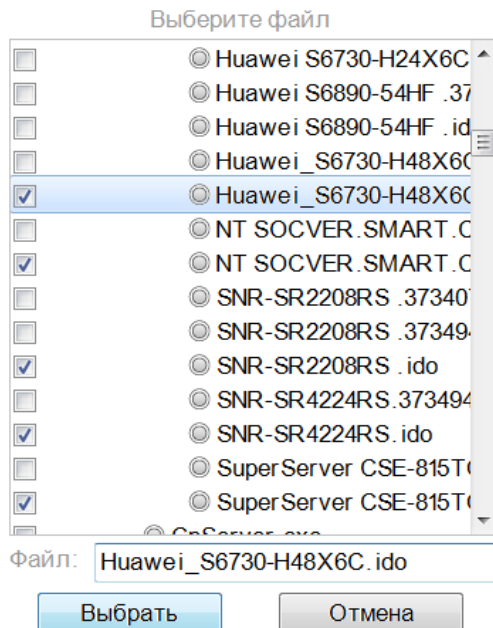 Выберите файл
Huawei S6730-H24X6C
Huawei S6890-54HF .37
Huawei S6890-54HF .id
Huawei_S6730-H48X6C
Huawei_S6730-H48X6C
NT SOCVER.SMART.C
NT SOCVER.SMART.C
SNR-SR2208RS .37340
SNR-SR2208RS .373494
SNR-SR2208RS .ido
SNR-SR4224RS.373494
SNR-SR4224RS.ido
SuperServer CSE-815T
SuperServer CSE-815T
Файл: Huawei_S6730-H48X6C.ido
Выбрать Отмена